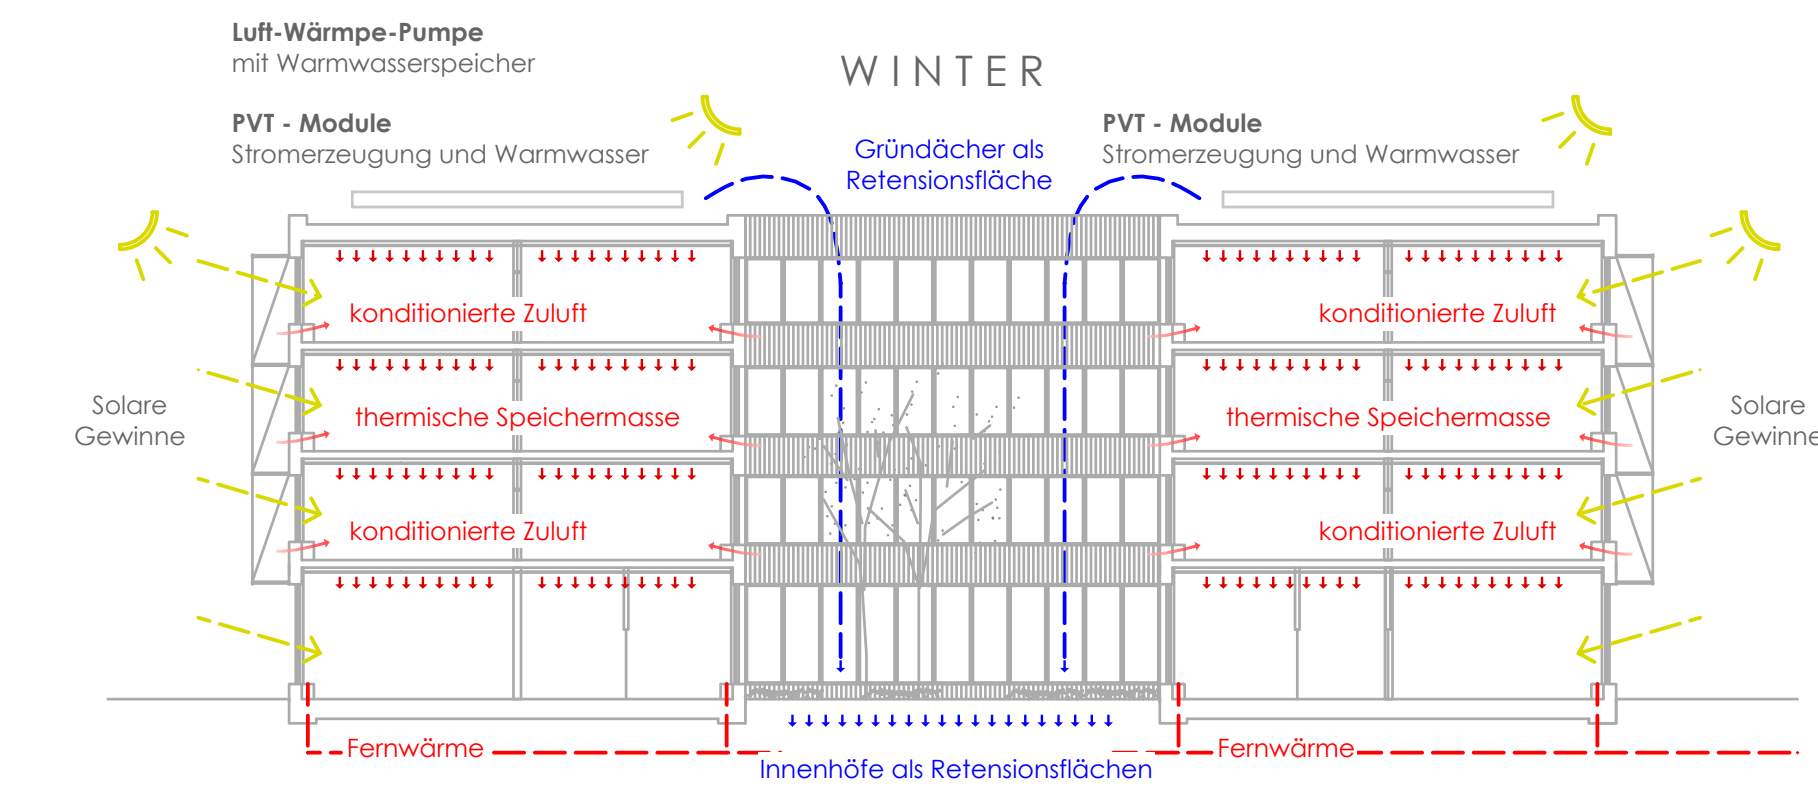 Luft-Wärmpe-Pumpe
mit Warmwasserspeicher
WINTER
PVT - Module
Stromerzeugung und Warmwasser
Gründächer als
Retensionsfläche
PVT - Module
Stromerzeugung und Warmwasser
konditionierte Zuluft
konditionierte Zuluft
Solare
Gewinne
thermische Speichermasse
thermische Speichermasse
Solare
Gewinne
konditionierte Zuluft
konditionierte Zuluft
Fernwärme
Fernwärme
Innenhöfe als Retensionsflächen